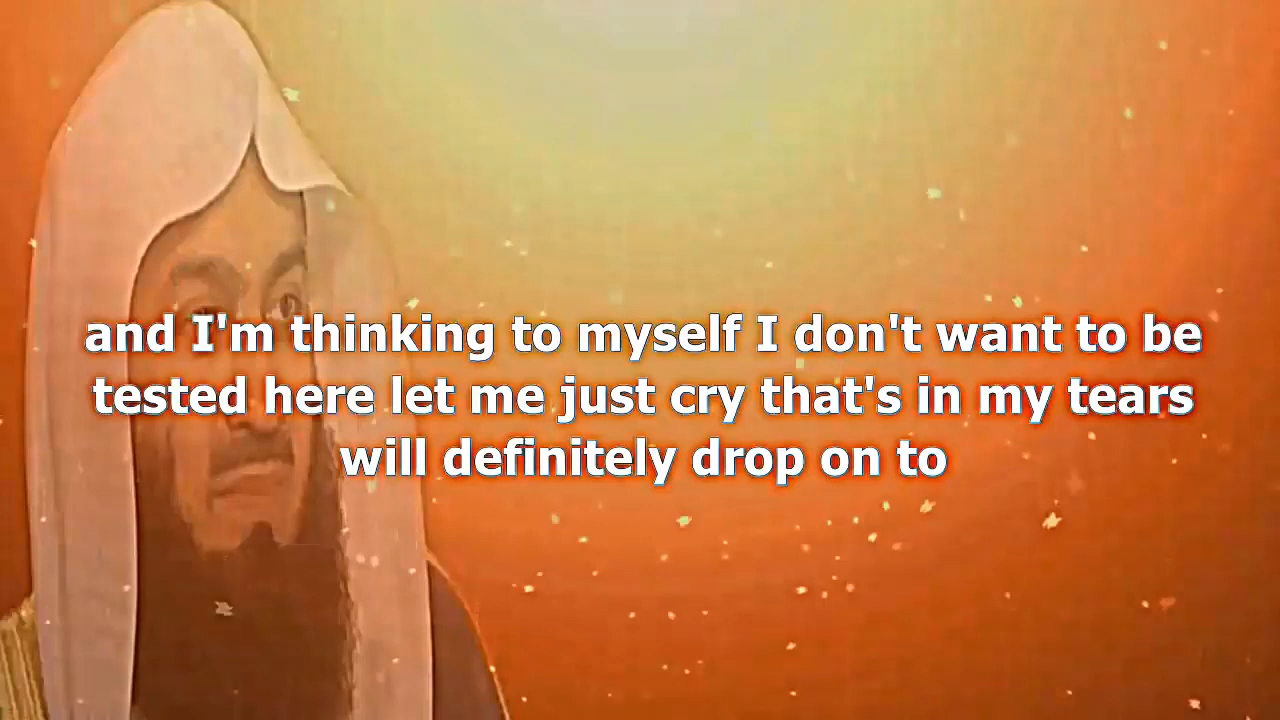 and I'm thinking to myself I don't want to be
tested here let me just cry that's in my tears
will definitely drop on to